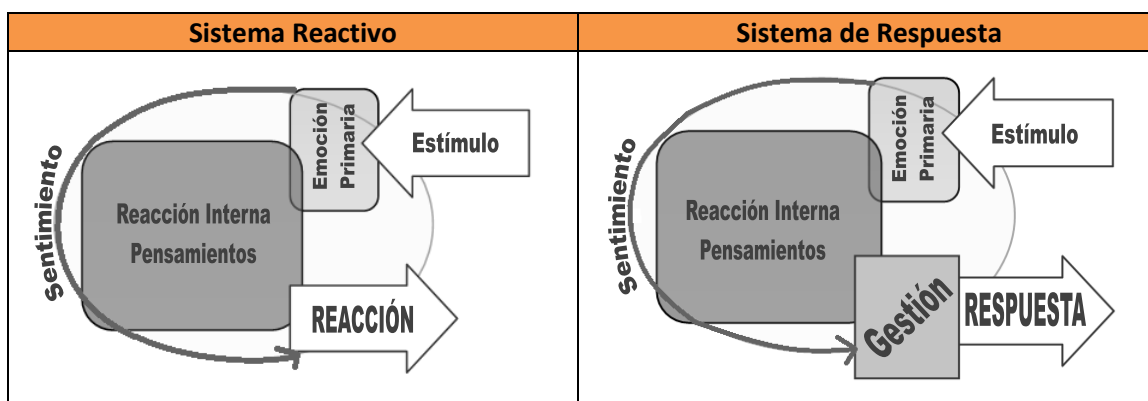 Sistema Reactivo
Sentimiento
Emoción
Primaria
Estímulo
Reacción Interna
Pensamientos
REACCIÓN
Sistema de Respuesta
Sentimiento
Emoción
Primaria
Estímulo
Reacción Interna
Pensamientos
Gestión
RESPUESTA